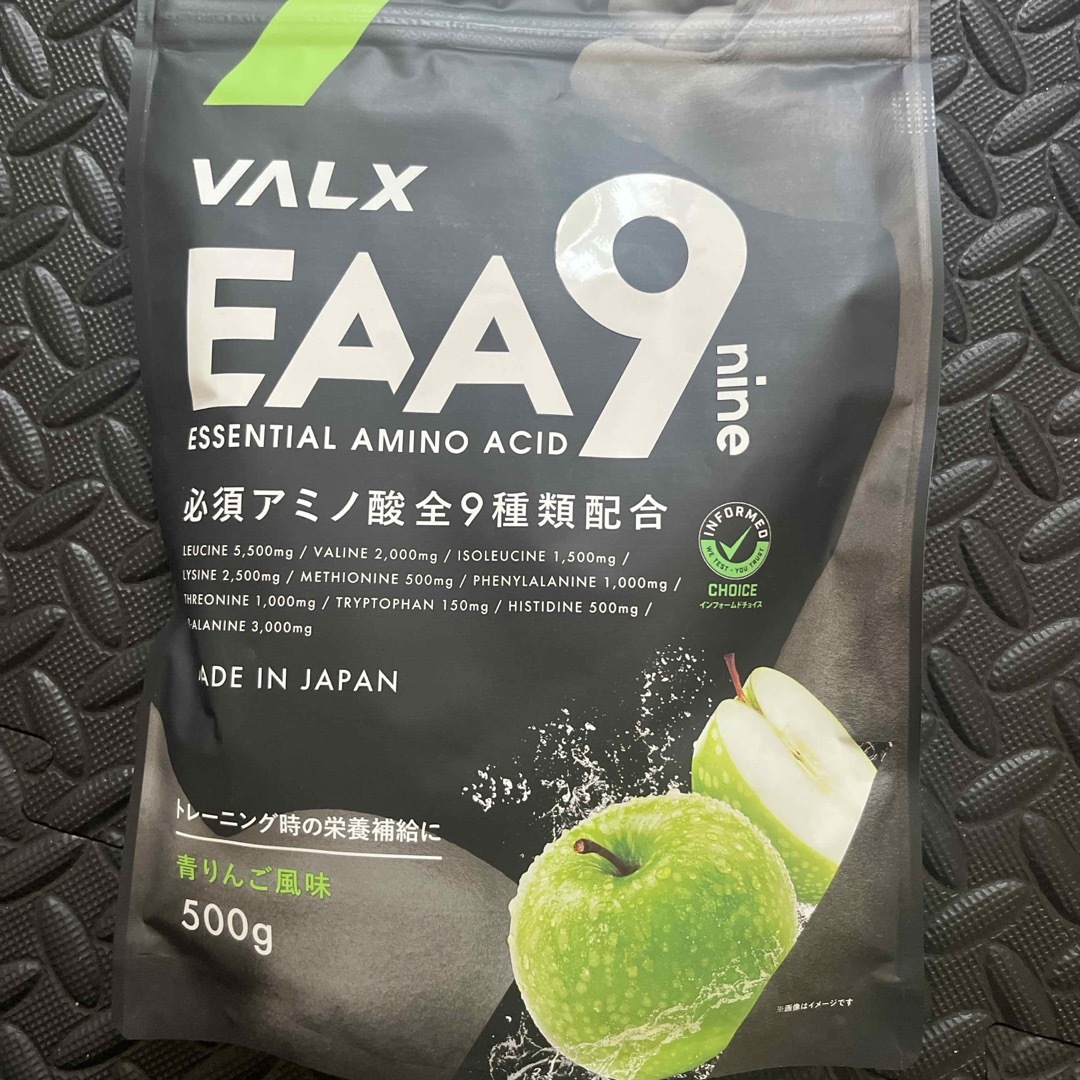 VALX
EAA9
nine
ESSENTIAL AMINO ACID
必須アミノ酸全9種類配合
LEUCINE 5,500mg / VALINE 2,000mg / ISOLEUCINE 1,500mg /
LYSINE 2,500mg / METHIONINE 500mg / PHENYLALANINE 1,000mg /
THREONINE 1,000mg / TRYPTOPHAN 150mg / HISTIDINE 500mg /
-ALANINE 3,000mg
INFORMED
WE TEST · YOU TRUST
CHOICE
インフォームドチョイス
ADE IN JAPAN
トレーニング時の栄養補給に
青りんご風味
500g
※画像はイメージです